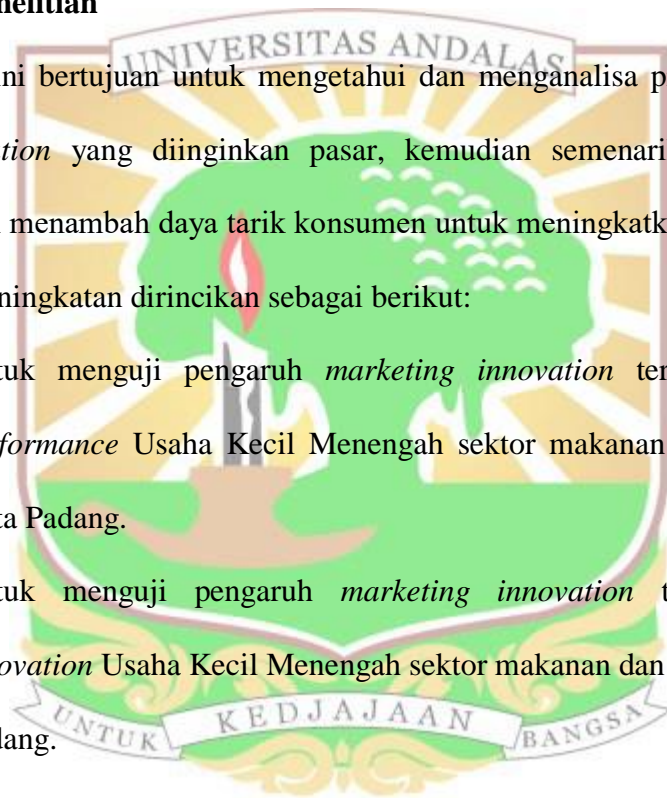 nelitian
UNIVERSITAS ANDALAS
ini bertujuan untuk mengetahui dan menganalisa p
tion yang diinginkan pasar, kemudian semenari
menambah daya tarik konsumen untuk meningkatk
ningkatan dirincikan sebagai berikut:
tuk menguji pengaruh marketing innovation ter
formance Usaha Kecil Menengah sektor makanan
ta Padang.
tuk menguji pengaruh marketing innovation t
ovation Usaha Kecil Menengah sektor makanan dan
UNTUK KEDJAJAAN BANGSA
dang.